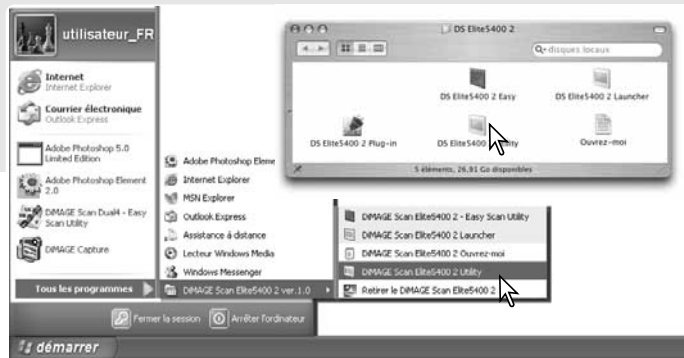 utilisateur_FR
Internet
Internet Explorer
Courrier électronique
Outlook Express
Adobe Photoshop 5.0
Limited Edition
Adobe Photoshop Element
2.0
DiMAGE Scan Dual4 - Easy
Scan Utility
DiMAGE Capture
Tous les programmes
Adobe Photoshop Eleme
Internet Explorer
MSN Explorer
Outlook Express
Assistance à distance
Lecteur Windows Media
Windows Messenger
DiMAGE Scan Elite5400 2 ver.1.0
DiMAGE Scan Elite5400 2 - Easy Scan Utility
DiMAGE Scan Elite5400 2 Launcher
DiMAGE Scan Elite5400 2 Ouvrez-moi
DiMAGE Scan Elite5400 2 Utility
Retirer le DiMAGE Scan Elite5400 2
Fermer la session
Arrêter l'ordinateur
démarrer
DS Elite5400 2
disques locaux
DS Elite5400 2 Easy
DS Elite5400 2 Launcher
DS Elite5400 2 Plug-in
DS Elite5400 2
Ouvrez-moi
5 éléments, 26,91 Go disponibles